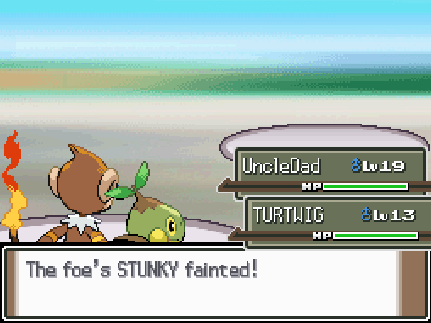 UncleDad ♂Lv19
HP
TURTWIG ♂Lv13
HP
The foe's STUNKY fainted!